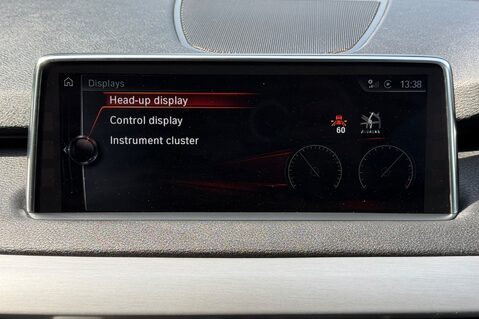 Displays
13:38
Head-up display
Control display
60
Instrument cluster